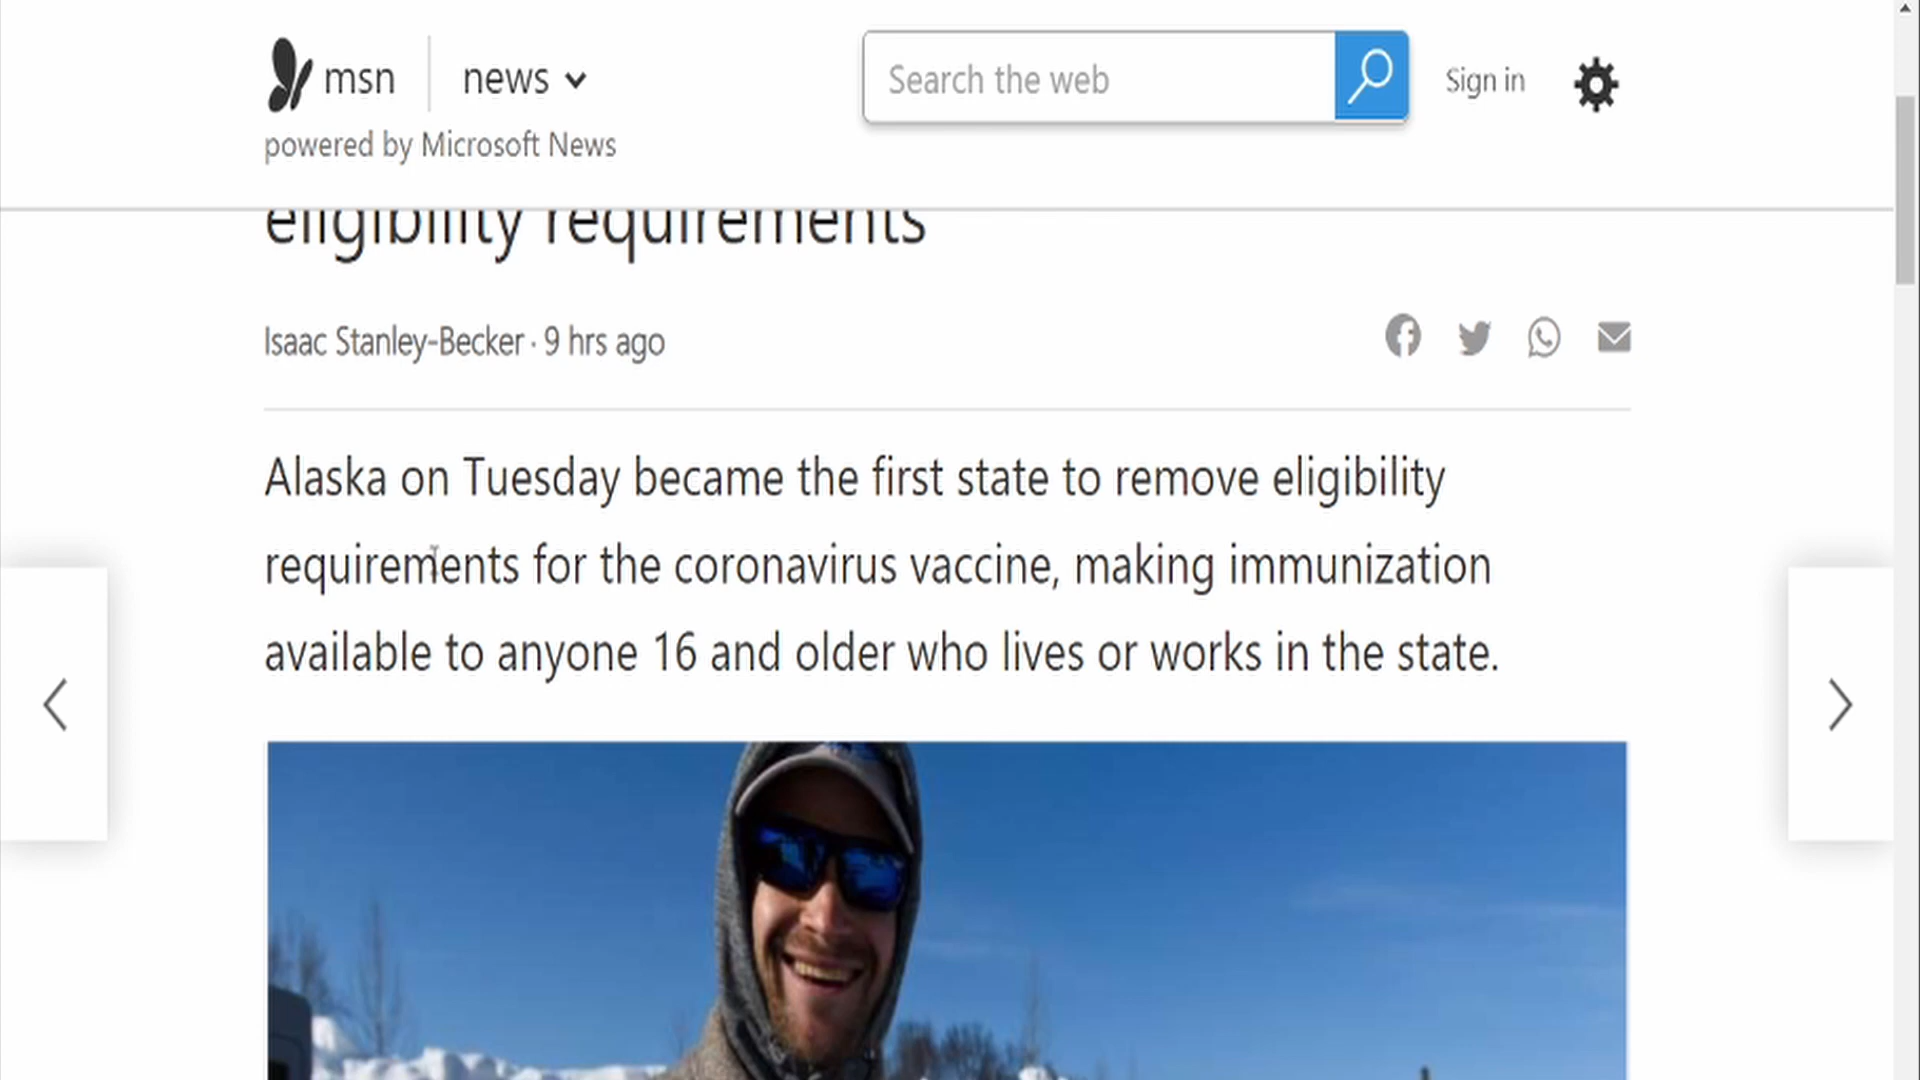 msn news
Search the web
Sign in
powered by Microsoft News
eligibility requirements
Isaac Stanley-Becker · 9 hrs ago
Alaska on Tuesday became the first state to remove eligibility
requirements for the coronavirus vaccine, making immunization
available to anyone 16 and older who lives or works in the state.